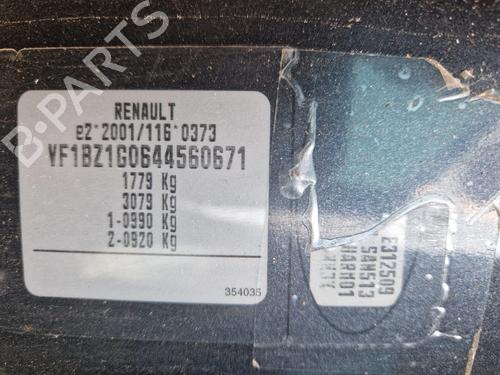 RENAULT
e2*2001/116*0373
VF1BZ1G0644560671
1779 Kg
3079 Kg
1-0990 Kg
2-0920 Kg
354035
B-PARTS